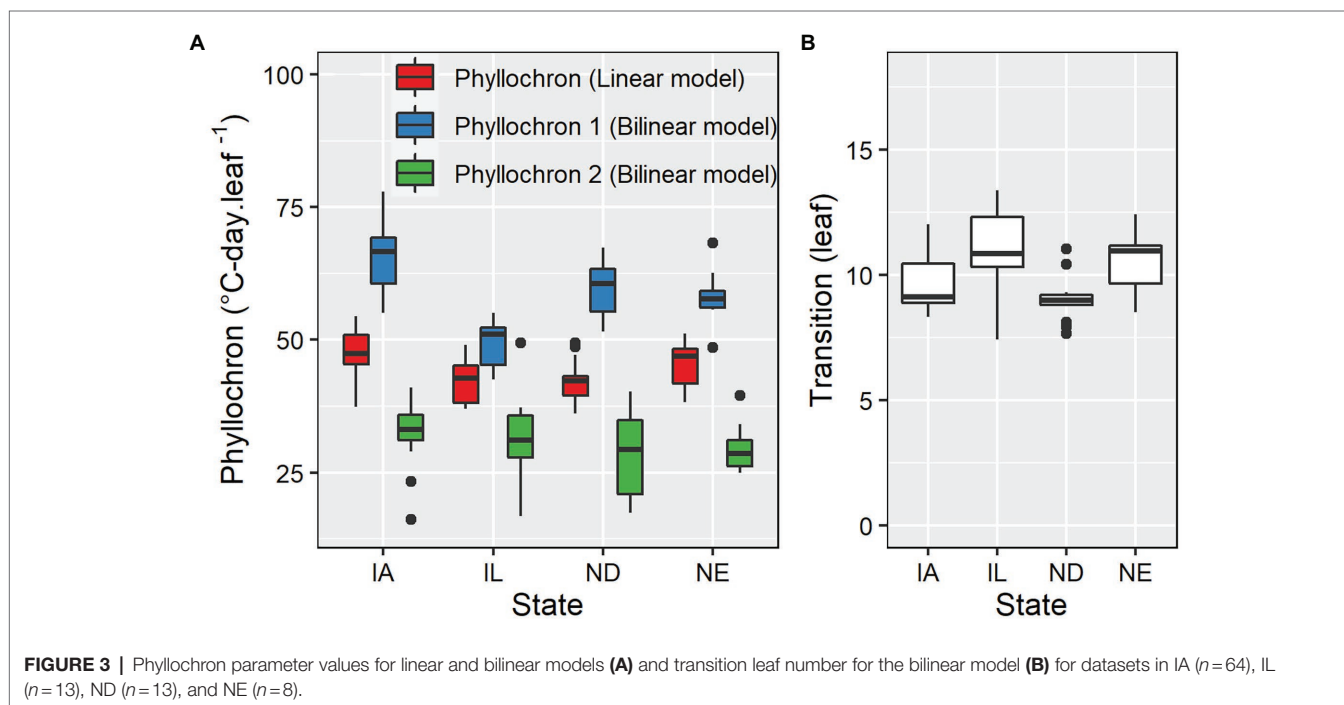 A
Phyllochron (°C-day.leaf ⁻¹)
100
75
50
25
Phyllochron (Linear model)
Phyllochron 1 (Bilinear model)
Phyllochron 2 (Bilinear model)
IA IL ND NE
State
B
Transition (leaf)
15
10
5
0
IA IL ND NE
State
FIGURE 3 | Phyllochron parameter values for linear and bilinear models (A) and transition leaf number for the bilinear model (B) for datasets in IA (n=64), IL
(n=13), ND (n=13), and NE (n=8).